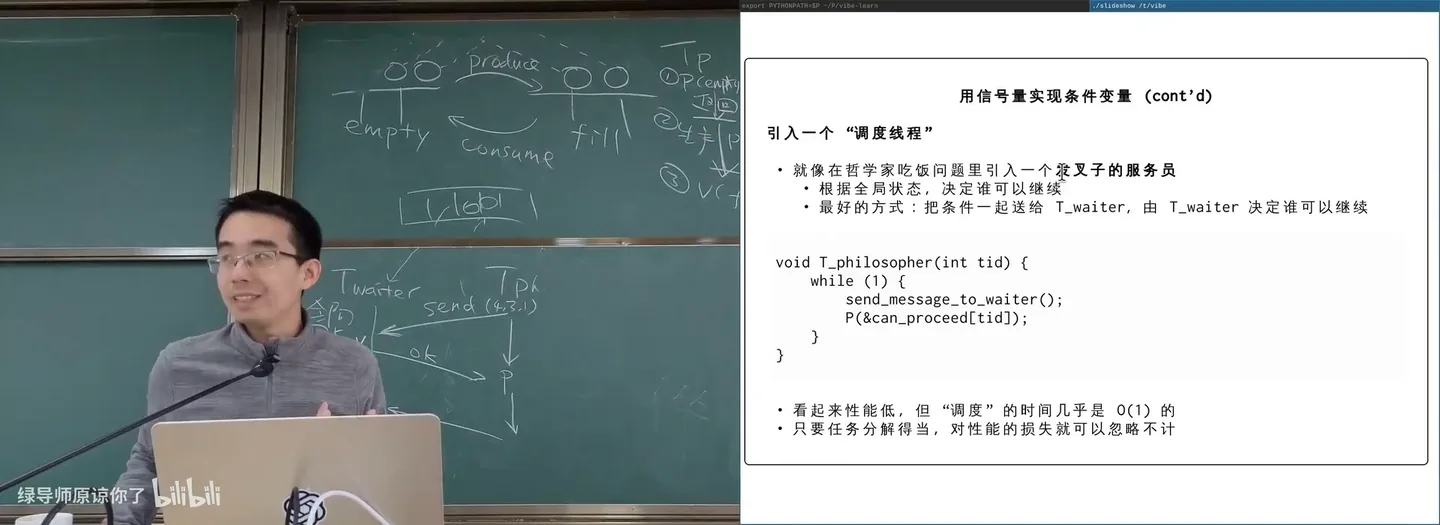 produce
empty
fill
consume
Tp
① P(empty
②
③ V(f
Twaiter
Tph
send (4,3,1)
ok
P
绿导师原谅你了 bilibili
export PYTHONPATH=$P ~/P/vibe-learn
./slideshow /t/vibe
用信号量实现条件变量 (cont'd)
引入一个 “调度线程”
• 就像在哲学家吃饭问题里引入一个发叉子的服务员
• 根据全局状态，决定谁可以继续
• 最好的方式：把条件一起送给 T_waiter，由 T_waiter 决定谁可以继续
void T_philosopher(int tid) {
    while (1) {
        send_message_to_waiter();
        P(&can_proceed[tid]);
    }
}
• 看起来性能低，但 “调度” 的时间几乎是 O(1) 的
• 只要任务分解得当，对性能的损失就可以忽略不计